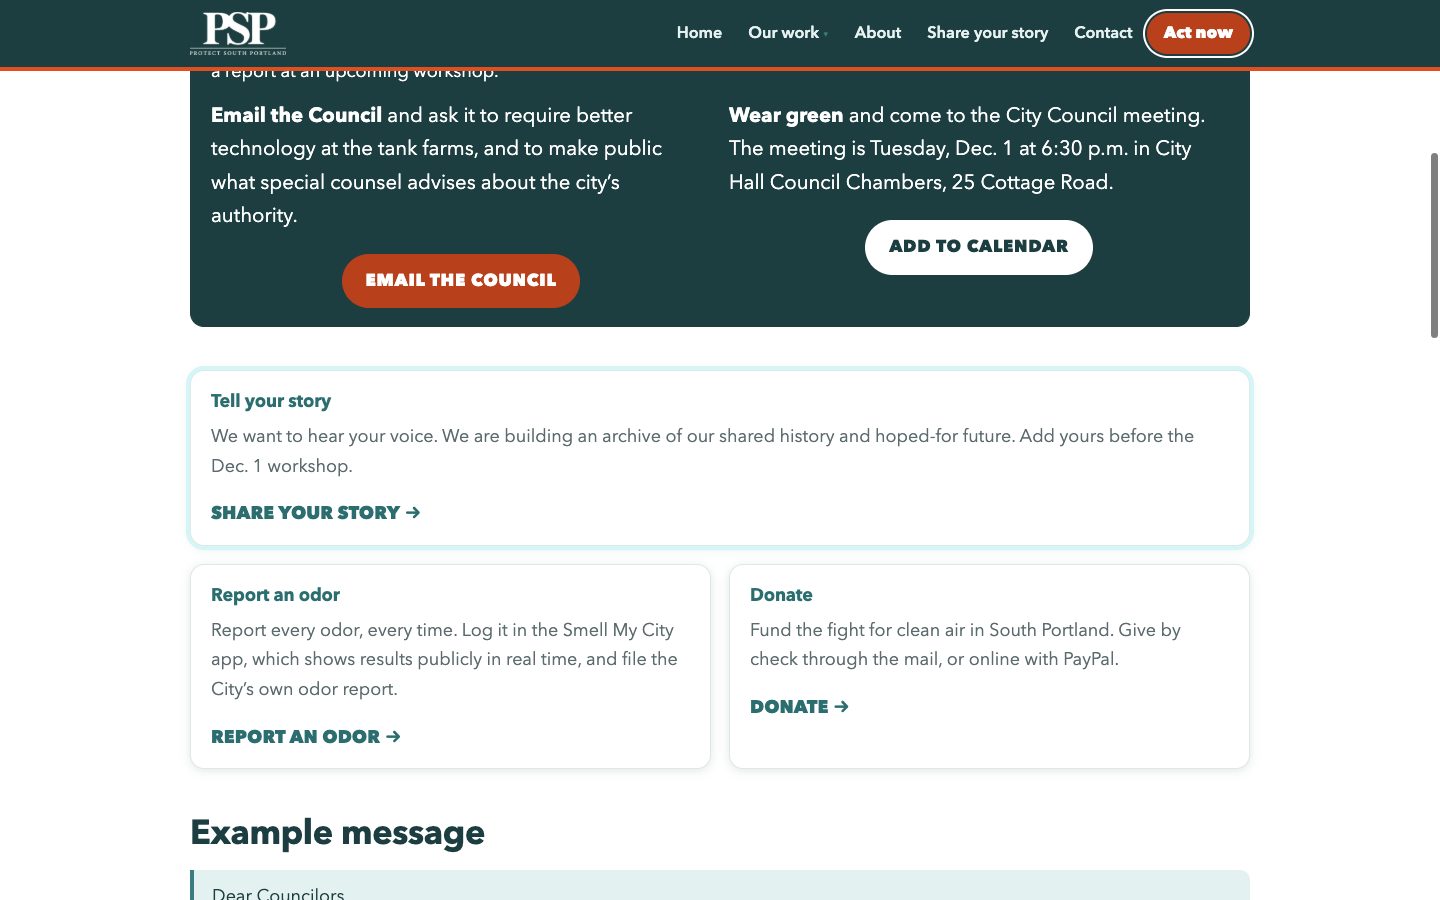 PSP
PROTECT SOUTH PORTLAND
Home
Our work
About
Share your story
Contact
Act now
a report at an upcoming workshop.
Email the Council and ask it to require better
technology at the tank farms, and to make public
what special counsel advises about the city’s
authority.
EMAIL THE COUNCIL
Wear green and come to the City Council meeting.
The meeting is Tuesday, Dec. 1 at 6:30 p.m. in City
Hall Council Chambers, 25 Cottage Road.
ADD TO CALENDAR
Tell your story
We want to hear your voice. We are building an archive of our shared history and hoped-for future. Add yours before the
Dec. 1 workshop.
SHARE YOUR STORY →
Report an odor
Report every odor, every time. Log it in the Smell My City
app, which shows results publicly in real time, and file the
City’s own odor report.
REPORT AN ODOR →
Donate
Fund the fight for clean air in South Portland. Give by
check through the mail, or online with PayPal.
DONATE →
Example message
Dear Councilors